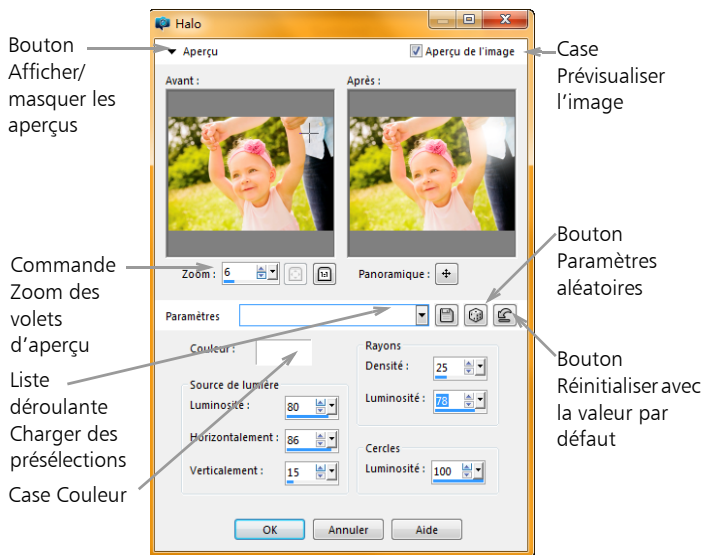 Halo
Aperçu
Aperçu de l'image
Avant :
Après :
Zoom :
6
1:1
Panoramique :
Paramètres
Couleur :
Source de lumière
Luminosité :
80
Horizontalement :
86
Verticalement :
15
Rayons
Densité :
25
Luminosité :
78
Cercles
Luminosité :
100
OK
Annuler
Aide
Bouton
Afficher/
masquer les
aperçus
Commande
Zoom des
volets
d'aperçu
Liste
déroulante
Charger des
présélections
Case Couleur
Case
Prévisualiser
l'image
Bouton
Paramètres
aléatoires
Bouton
Réinitialiser avec
la valeur par
défaut